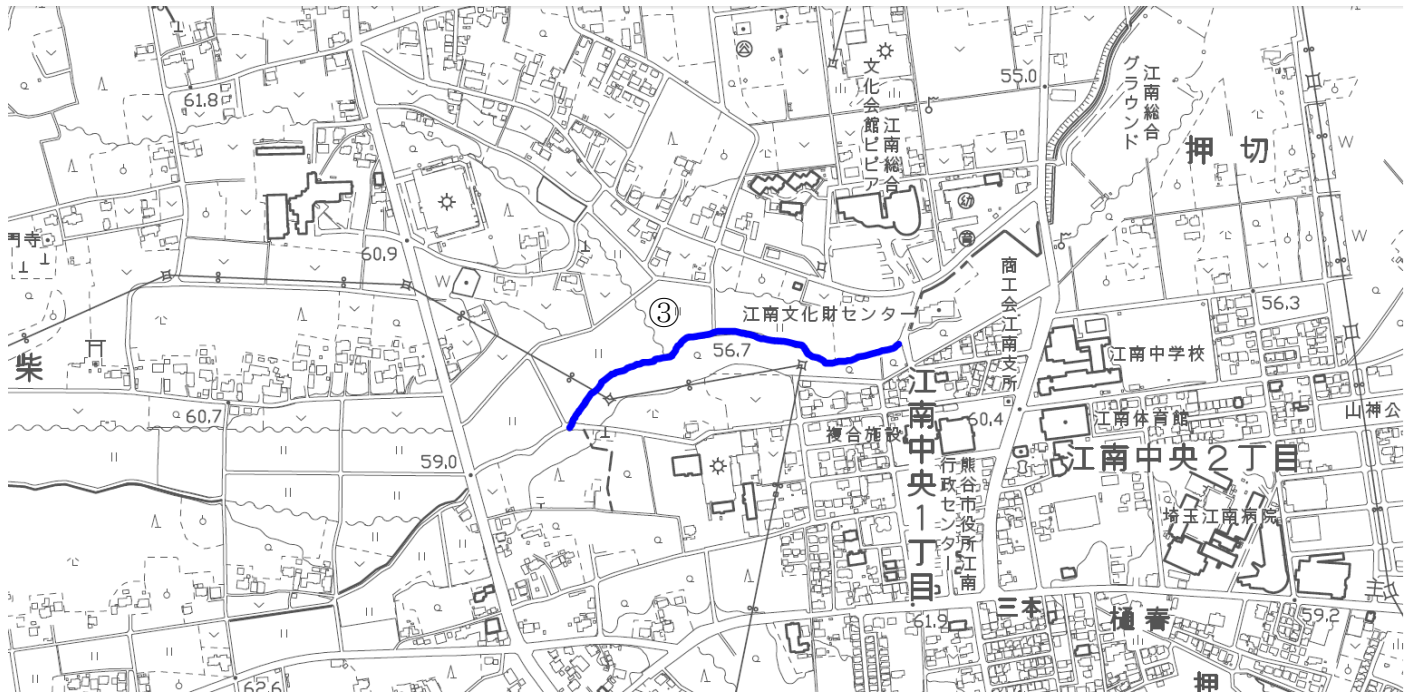 61.8
公
文化会館ピピア
江南総合
55.0
江南総合
グラウンド
押切
門寺
60.9
幼
③
江南文化財センター
商工会江南支所
56.3
56.7
柴
江南中学校
60.7
江南中央1丁目
複合施設
60.4
江南体育館
山神公
59.0
江南中央2丁目
熊谷市役所江南
行政センター
埼玉江南病院
三本
樋春
61.9
59.2
62.6
押